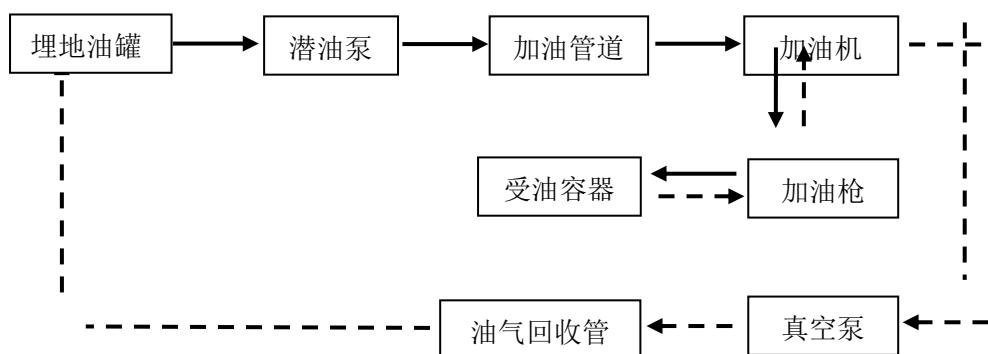 埋地油罐
潜油泵
加油管道
加油机
受油容器
加油枪
油气回收管
真空泵